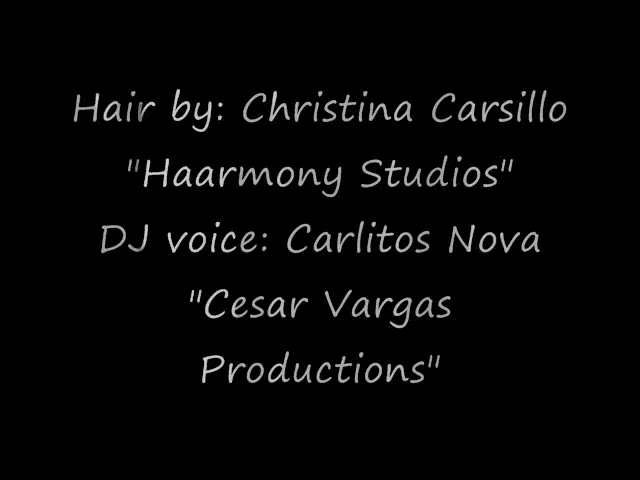 Hair by: Christina Carsillo
"Haarmony Studios"
DJ voice: Carlitos Nova
"Cesar Vargas
Productions"